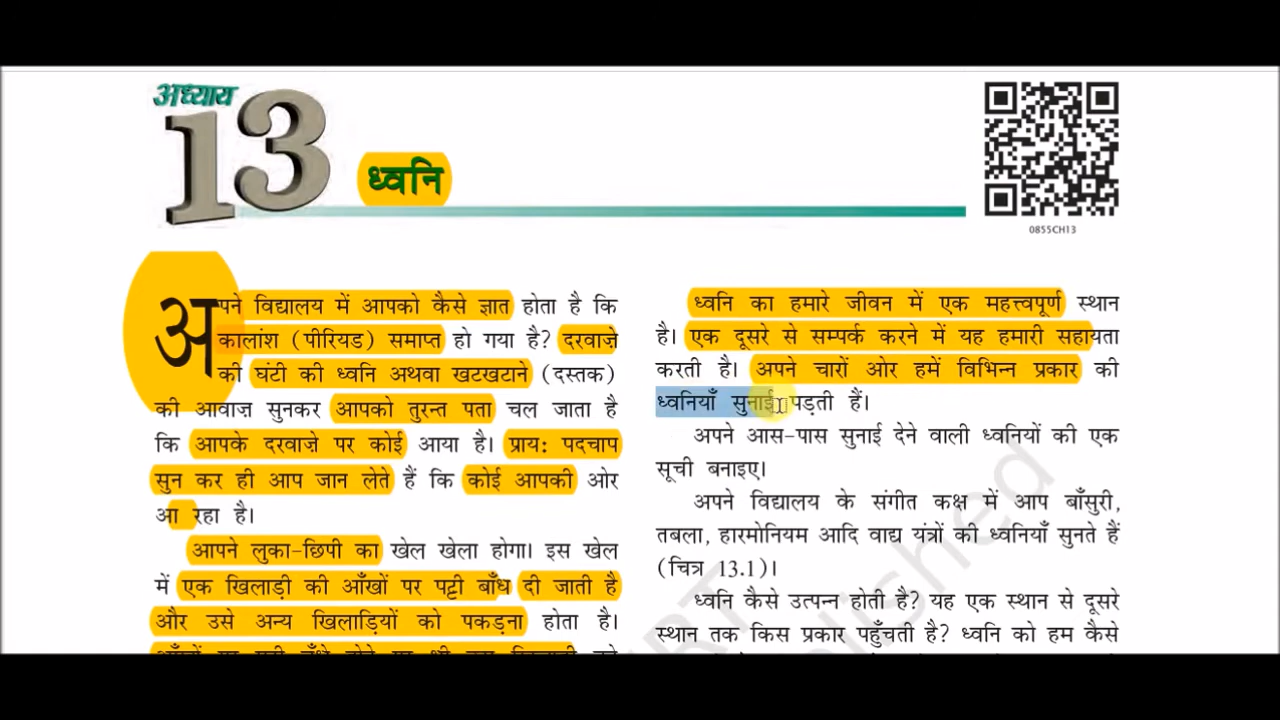 अध्याय
13
ध्वनि
0855CH13
अपने विद्यालय में आपको कैसे ज्ञात होता है कि
कालांश (पीरियड) समाप्त हो गया है? दरवाज़े
की घंटी की ध्वनि अथवा खटखटाने (दस्तक)
की आवाज़ सुनकर आपको तुरन्त पता चल जाता है
कि आपके दरवाज़े पर कोई आया है। प्राय: पदचाप
सुन कर ही आप जान लेते हैं कि कोई आपकी ओर
आ रहा है।
आपने लुका-छिपी का खेल खेला होगा। इस खेल
में एक खिलाड़ी की आँखों पर पट्टी बाँध दी जाती है
और उसे अन्य खिलाड़ियों को पकड़ना होता है।
ध्वनि का हमारे जीवन में एक महत्त्वपूर्ण स्थान
है। एक दूसरे से सम्पर्क करने में यह हमारी सहायता
करती है। अपने चारों ओर हमें विभिन्न प्रकार की
ध्वनियाँ सुनाई पड़ती हैं।
अपने आस-पास सुनाई देने वाली ध्वनियों की एक
सूची बनाइए।
अपने विद्यालय के संगीत कक्ष में आप बाँसुरी,
तबला, हारमोनियम आदि वाद्य यंत्रों की ध्वनियाँ सुनते हैं
(चित्र 13.1)।
ध्वनि कैसे उत्पन्न होती है? यह एक स्थान से दूसरे
स्थान तक किस प्रकार पहुँचती है? ध्वनि को हम कैसे